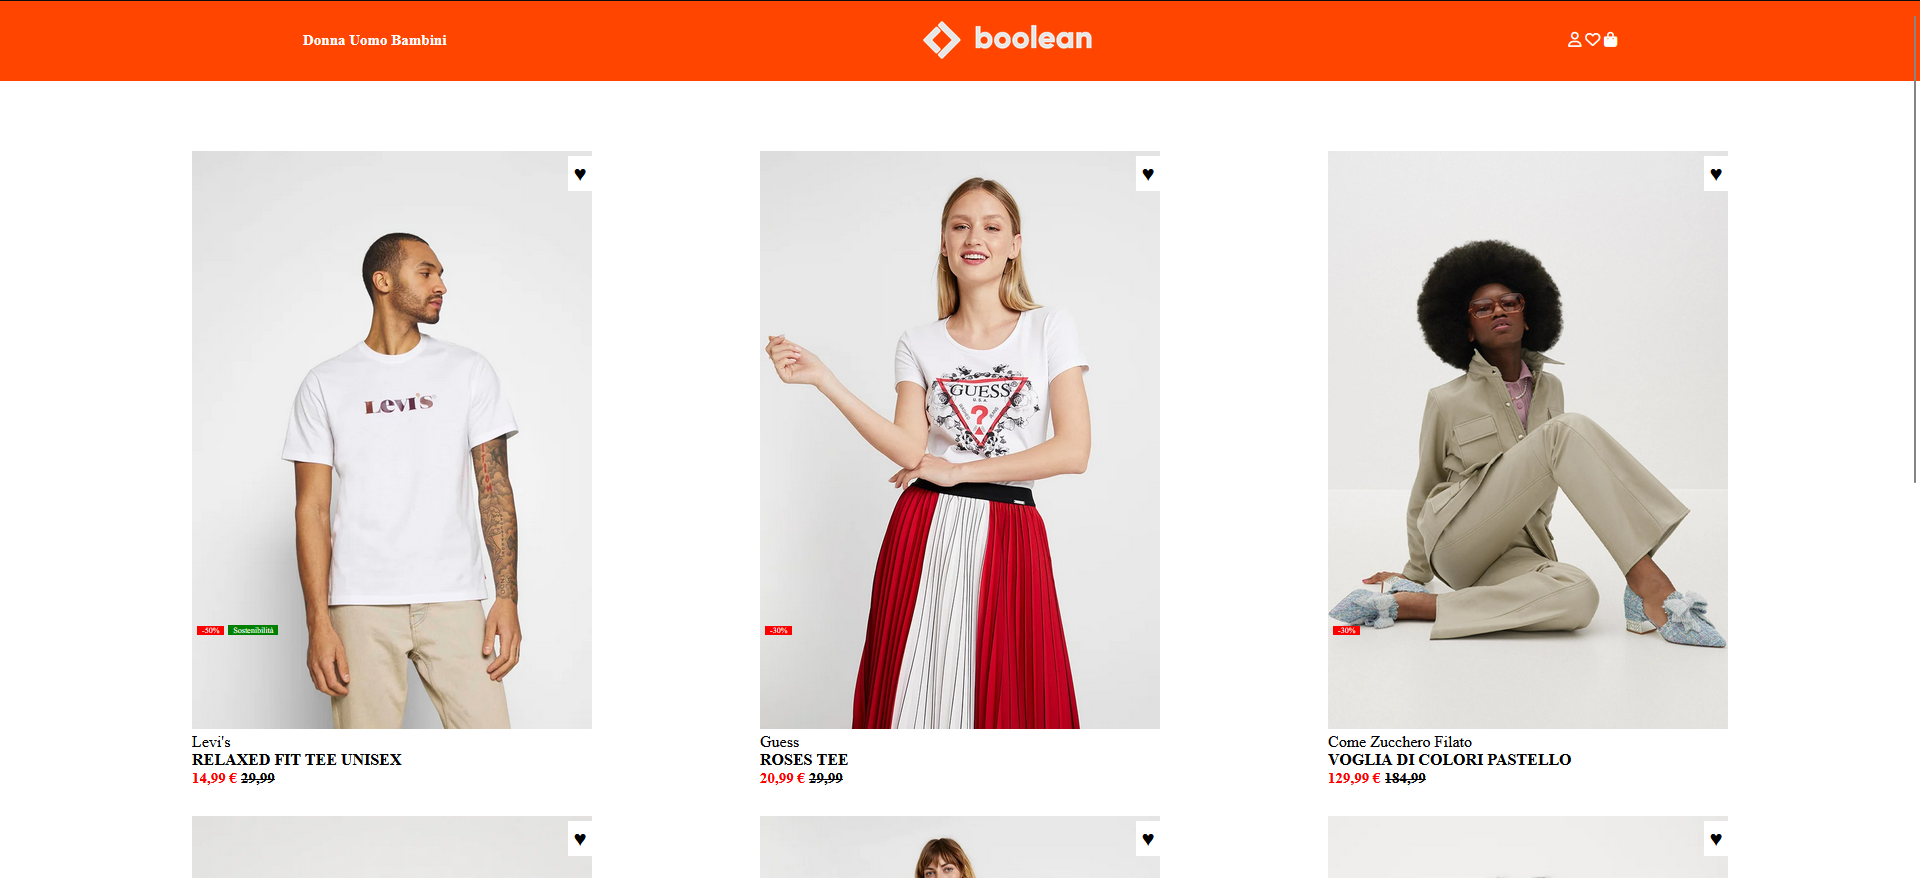 Donna Uomo Bambini
boolean
♥
♥
♥
Levi's
GUESS
U.S.A.
?
-50% Sostenibilità
-30%
-30%
Levi's
RELAXED FIT TEE UNISEX
14,99 € 29,99
Guess
ROSES TEE
20,99 € 29,99
Come Zucchero Filato
VOGLIA DI COLORI PASTELLO
129,99 € 184,99
♥
♥
♥